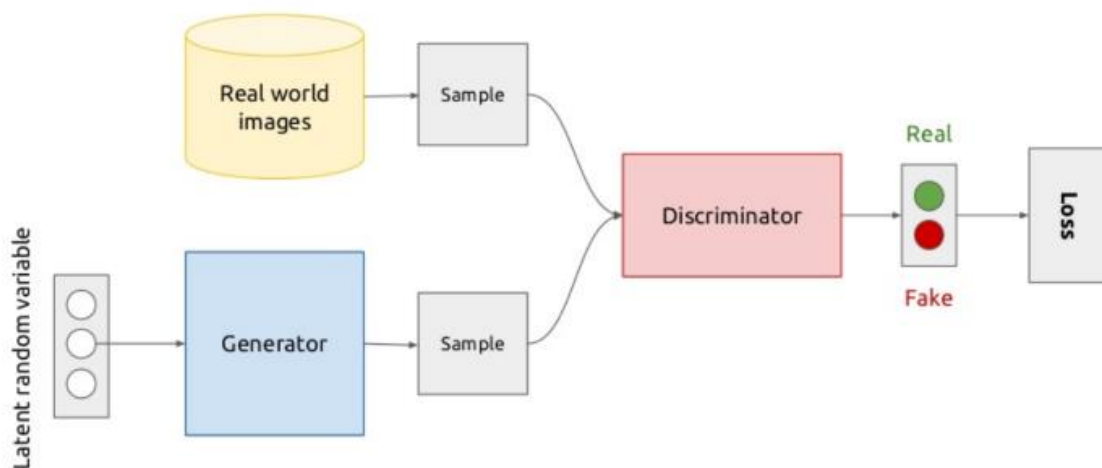 Real world
images
Sample
Real
Discriminator
Loss
Fake
Latent random variable
Generator
Sample